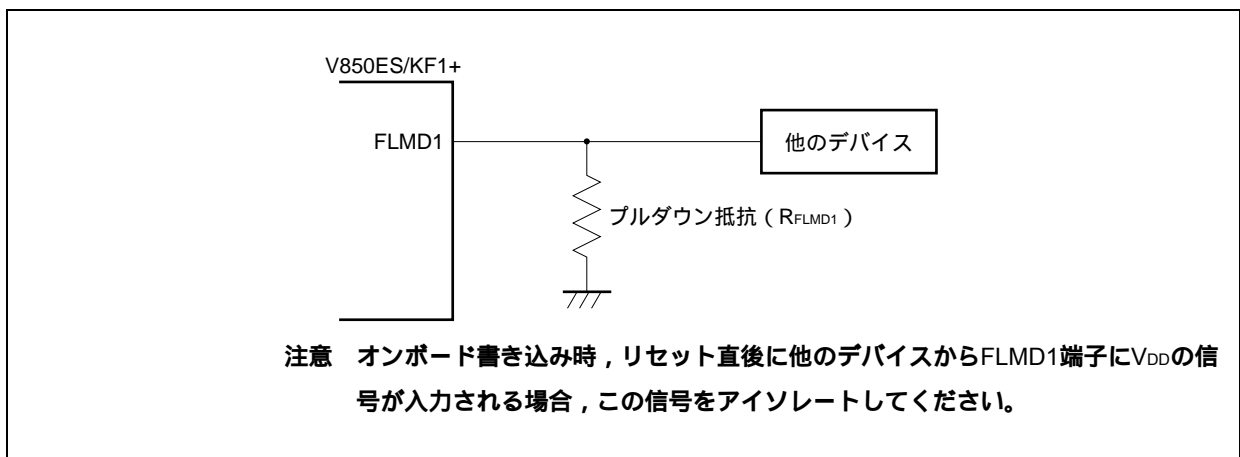 V850ES/KF1+
FLMD1
他のデバイス
プルダウン抵抗（RFLMD1）
注意　オンボード書き込み時，リセット直後に他のデバイスからFLMD1端子にVDDの信
号が入力される場合，この信号をアイソレートしてください。